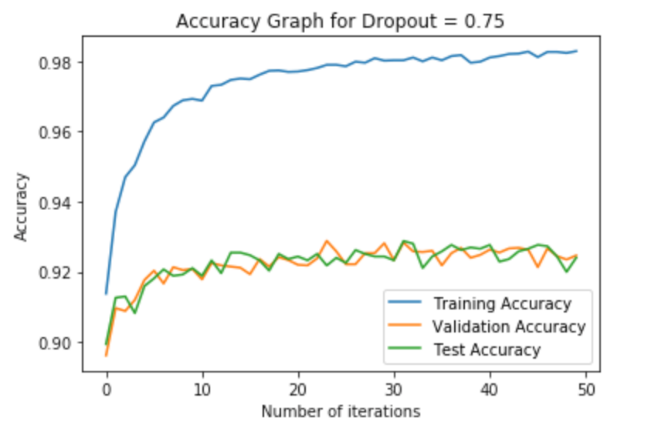 Accuracy Graph for Dropout = 0.75
0.98
0.96
0.94
0.92
0.90
Accuracy
Training Accuracy
Validation Accuracy
Test Accuracy
0 10 20 30 40 50
Number of iterations